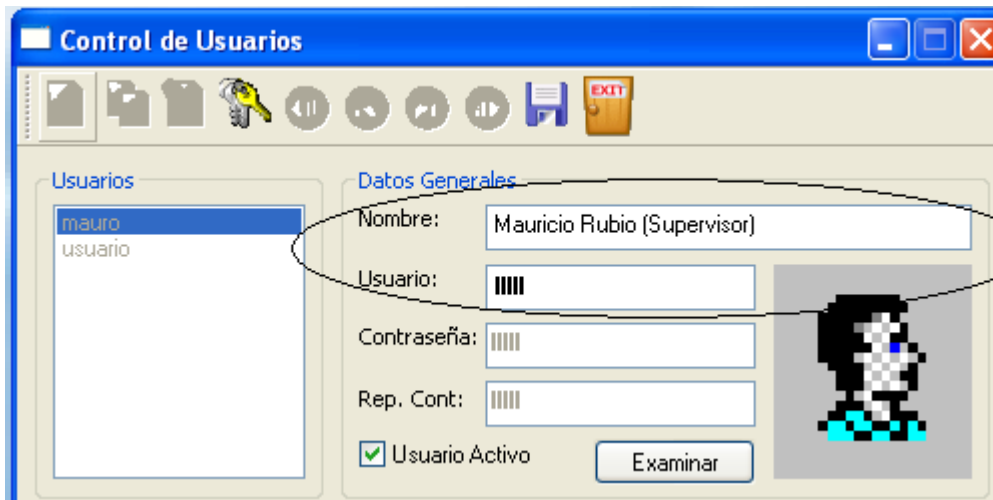 Control de Usuarios
EXIT
Usuarios
mauro
usuario
Datos Generales
Nombre:
Mauricio Rubio (Supervisor)
Usuario:
Contraseña:
Rep. Cont:
Usuario Activo
Examinar